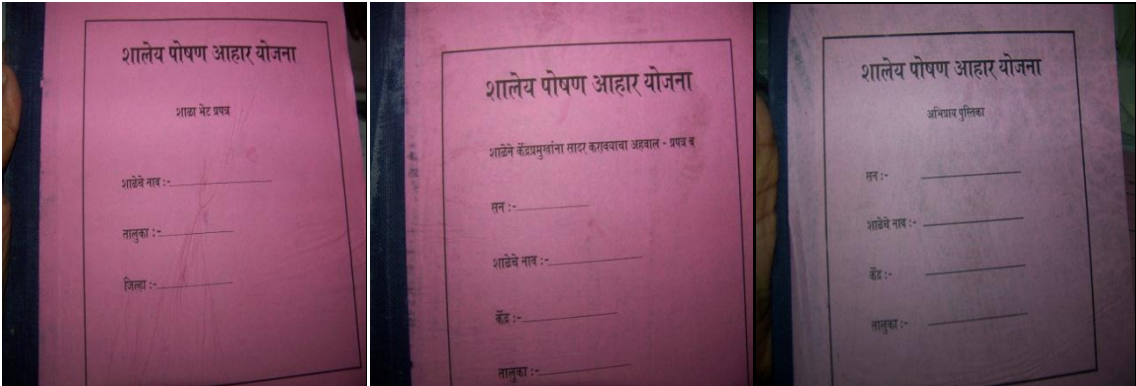 शालेय पोषण आहार योजना
शाळा भेट प्रपत्र
शाळेचे नाव :-
तालुका :-
जिल्हा :-
शालेय पोषण आहार योजना
शाळेने केंद्रप्रमुखांना सादर करावयाचा अहवाल - प्रपत्र ब
सन :-
शाळेचे नाव :-
केंद्र :-
तालुका :-
शालेय पोषण आहार योजना
अभिप्राय पुस्तिका
सन :-
शाळेचे नाव :-
केंद्र :-
तालुका :-